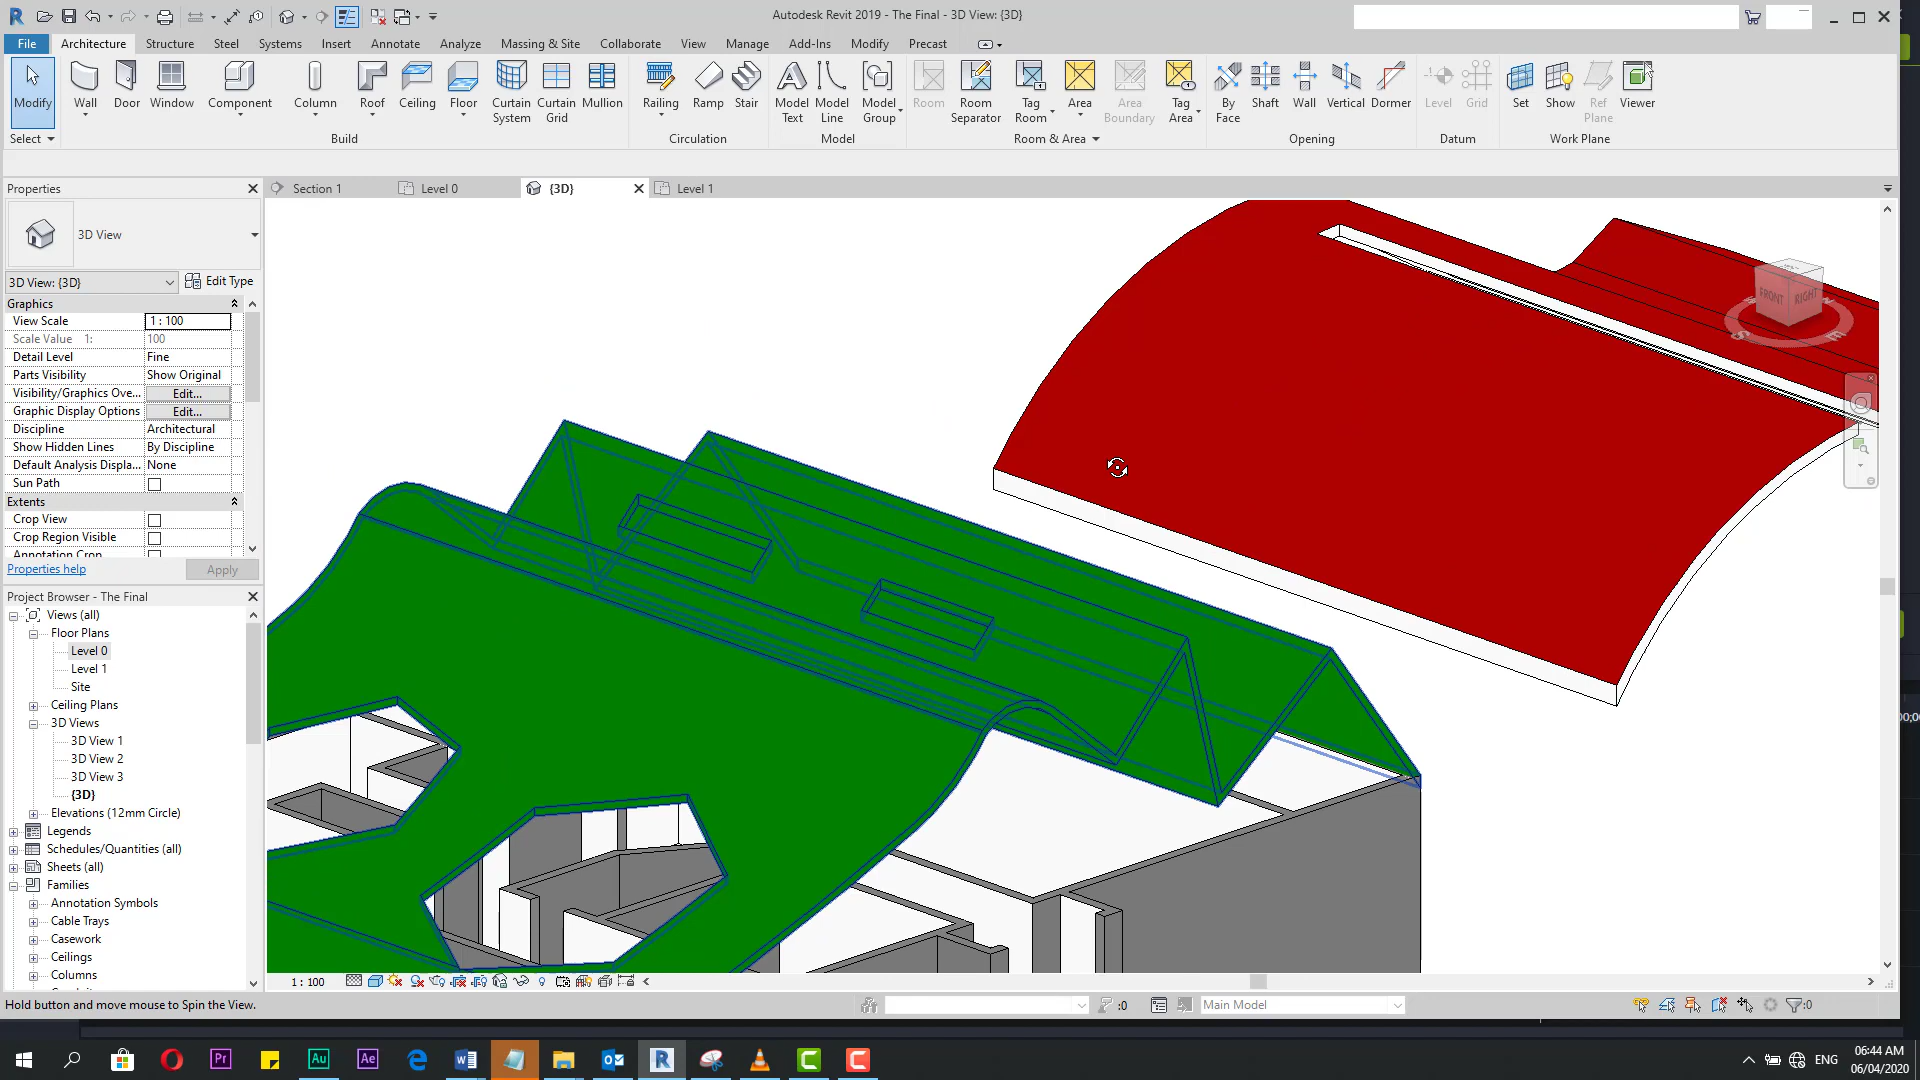 Autodesk Revit 2019 - The Final - 3D View: {3D}
File Architecture Structure Steel Systems Insert Annotate Analyze Massing & Site Collaborate View Manage Add-Ins Modify Precast
Modify Wall Door Window Component Column Roof Ceiling Floor Curtain System Curtain Grid Mullion Railing Ramp Stair Model Text Model Line Model Group Room Room Separator Tag Room Area Area Boundary Tag Area By Face Shaft Wall Vertical Dormer Level Grid Set Show Ref Plane Viewer
Select Build Circulation Model Room & Area Opening Datum Work Plane
Properties
Section 1 Level 0 {3D} Level 1
3D View
3D View: {3D} Edit Type
Graphics
View Scale 1 : 100
Scale Value 1: 100
Detail Level Fine
Parts Visibility Show Original
Visibility/Graphics Ove... Edit...
Graphic Display Options Edit...
Discipline Architectural
Show Hidden Lines By Discipline
Default Analysis Displa... None
Sun Path
Extents
Crop View
Crop Region Visible
Annotation Crop
Properties help Apply
Project Browser - The Final
Views (all)
Floor Plans
Level 0
Level 1
Site
Ceiling Plans
3D Views
3D View 1
3D View 2
3D View 3
{3D}
Elevations (12mm Circle)
Legends
Schedules/Quantities (all)
Sheets (all)
Families
Annotation Symbols
Cable Trays
Casework
Ceilings
Columns
FRONT RIGHT
S E
1 : 100
Hold button and move mouse to Spin the View.
:0 Main Model :0
ENG 06:44 AM
06/04/2020